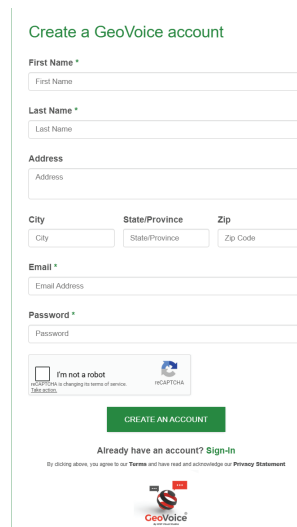 Create a GeoVoice account
First Name *
First Name
Last Name *
Last Name
Address
Address
City State/Province Zip
City State/Province Zip Code
Email *
Email Address
Password *
Password
I'm not a robot
reCAPTCHA is changing its terms of service.
Take action.
reCAPTCHA
CREATE AN ACCOUNT
Already have an account? Sign-In
By clicking above, you agree to our Terms and have read and acknowledge our Privacy Statement
GeoVoice